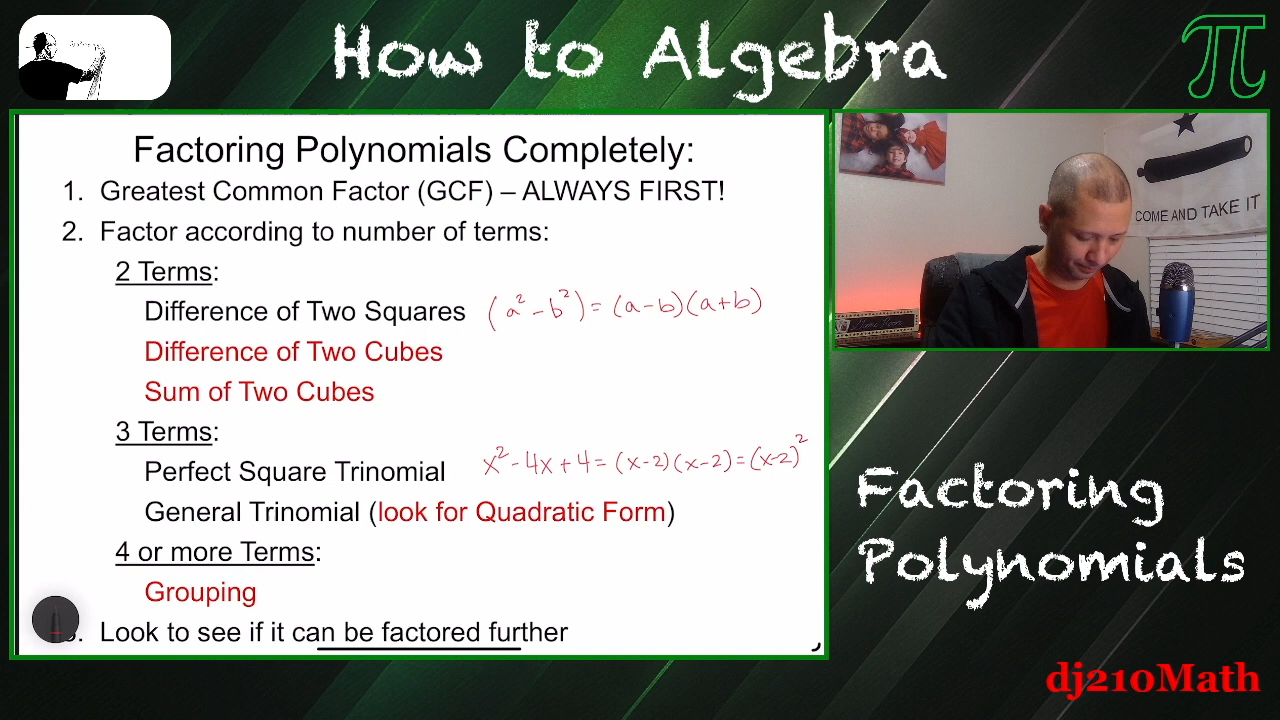 How to Algebra
π
Factoring Polynomials Completely:
1. Greatest Common Factor (GCF) – ALWAYS FIRST!
2. Factor according to number of terms:
2 Terms:
Difference of Two Squares (a² - b²) = (a-b)(a+b)
Difference of Two Cubes
Sum of Two Cubes
3 Terms:
Perfect Square Trinomial x² - 4x + 4 = (x-2)(x-2) = (x-2)²
General Trinomial (look for Quadratic Form)
4 or more Terms:
Grouping
Look to see if it can be factored further
COME AND TAKE IT
Factoring
Polynomials
dj210Math